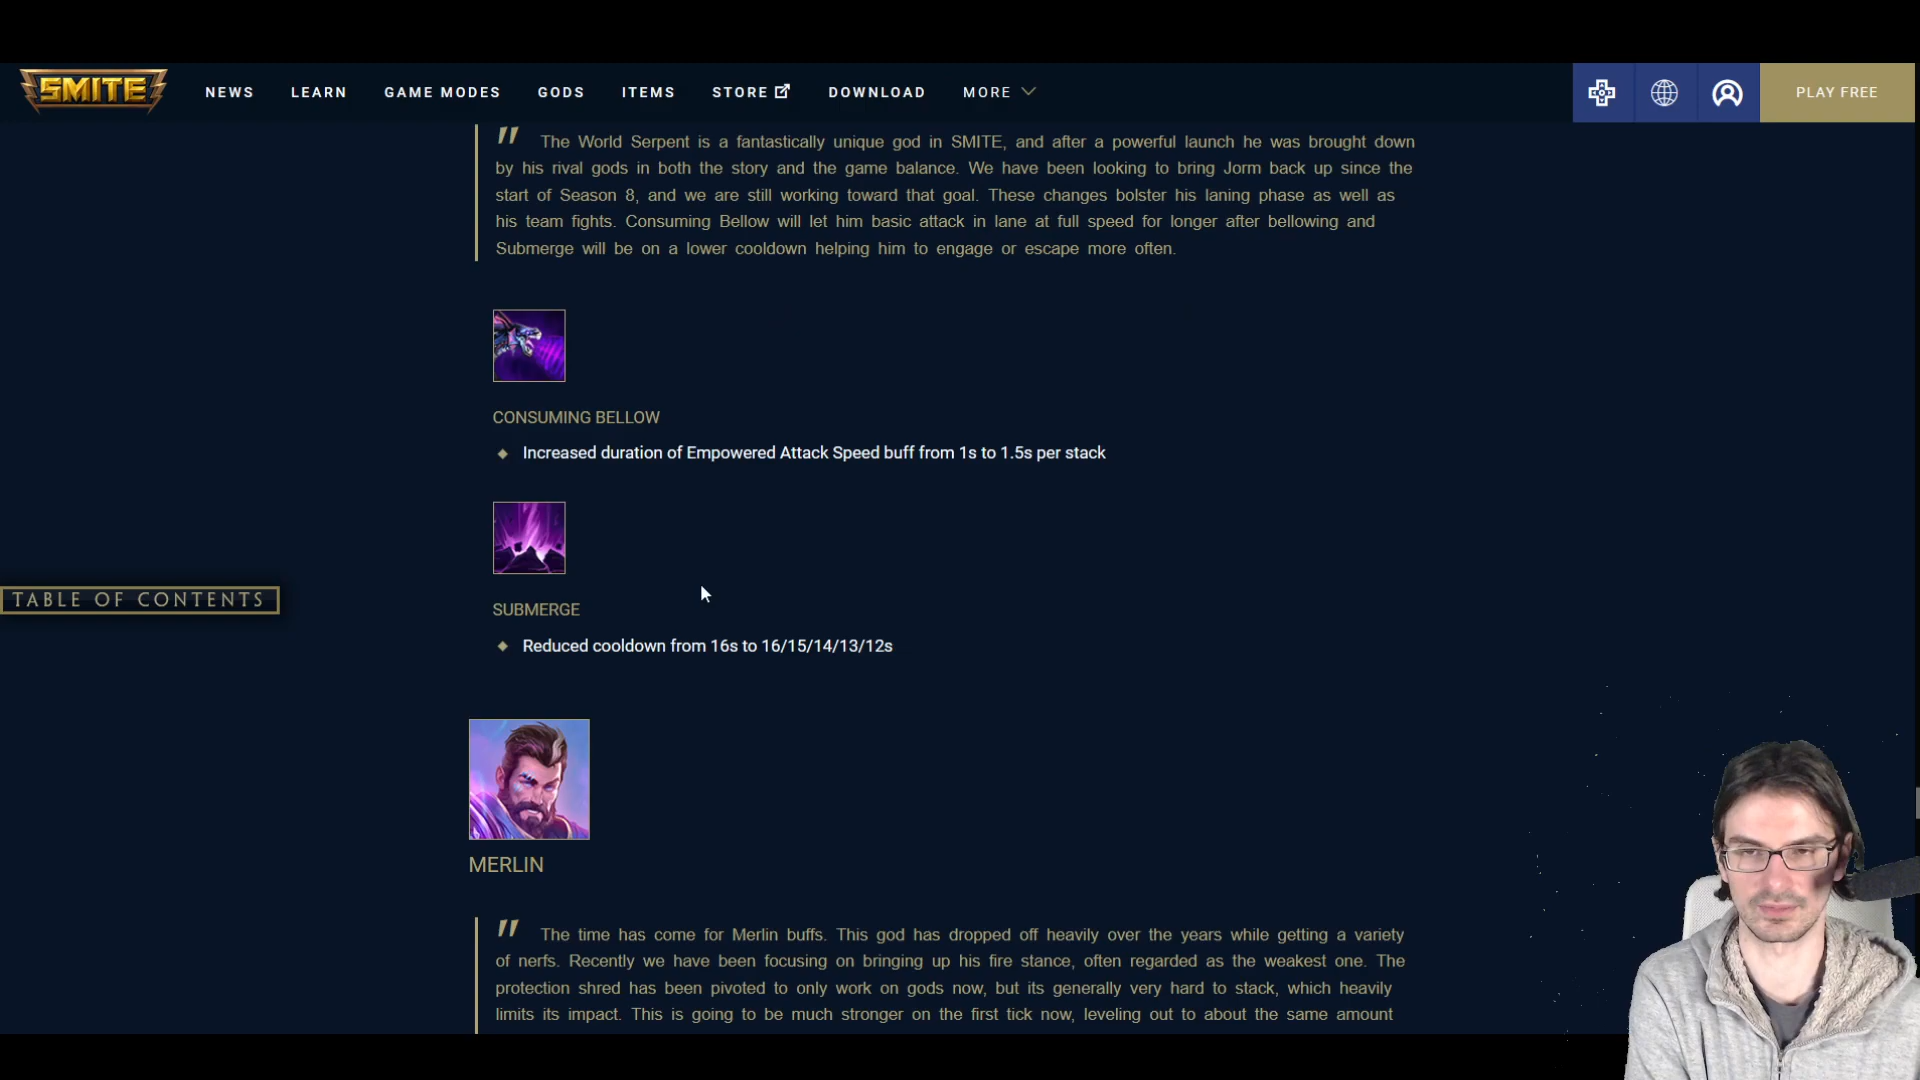 SMITE
NEWS LEARN GAME MODES GODS ITEMS STORE DOWNLOAD MORE PLAY FREE
" The World Serpent is a fantastically unique god in SMITE, and after a powerful launch he was brought down
by his rival gods in both the story and the game balance. We have been looking to bring Jorm back up since the
start of Season 8, and we are still working toward that goal. These changes bolster his laning phase as well as
his team fights. Consuming Bellow will let him basic attack in lane at full speed for longer after bellowing and
Submerge will be on a lower cooldown helping him to engage or escape more often.
CONSUMING BELLOW
Increased duration of Empowered Attack Speed buff from 1s to 1.5s per stack
TABLE OF CONTENTS
SUBMERGE
Reduced cooldown from 16s to 16/15/14/13/12s
MERLIN
" The time has come for Merlin buffs. This god has dropped off heavily over the years while getting a variety
of nerfs. Recently we have been focusing on bringing up his fire stance, often regarded as the weakest one. The
protection shred has been pivoted to only work on gods now, but its generally very hard to stack, which heavily
limits its impact. This is going to be much stronger on the first tick now, leveling out to about the same amount